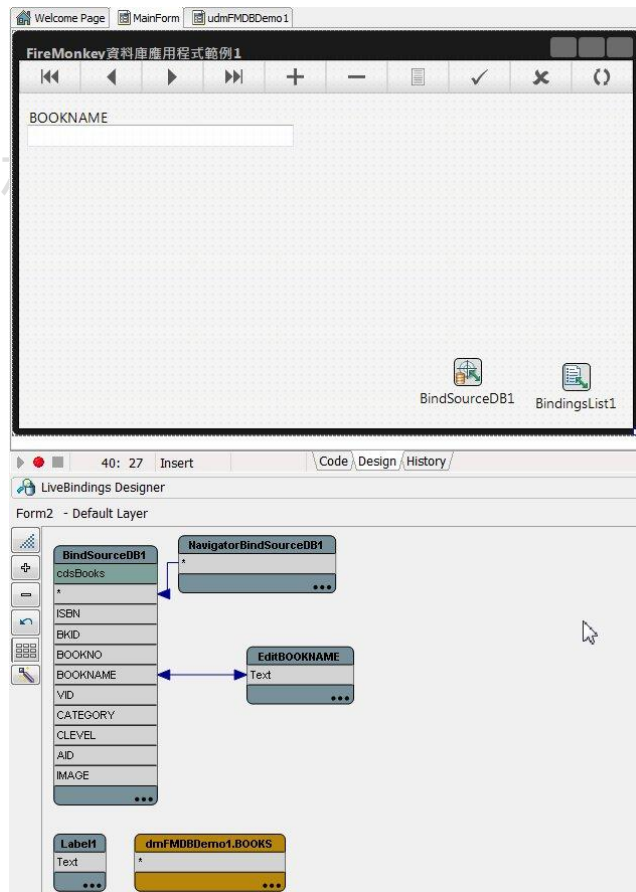 Welcome Page MainForm udmFMDBDemo1
FireMonkey資料庫應用程式範例1
BOOKNAME
BindSourceDB1
BindingsList1
40: 27 Insert
Code Design History
LiveBindings Designer
Form2 - Default Layer
BindSourceDB1
cdsBooks
*
ISBN
BKID
BOOKNO
BOOKNAME
VID
CATEGORY
CLEVEL
AID
IMAGE
NavigatorBindSourceDB1
*
EditBOOKNAME
Text
Label1
Text
dmFMDBDemo1.BOOKS
*